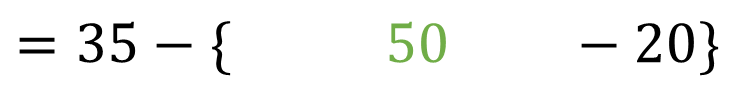 = 35 − { 50 − 20}